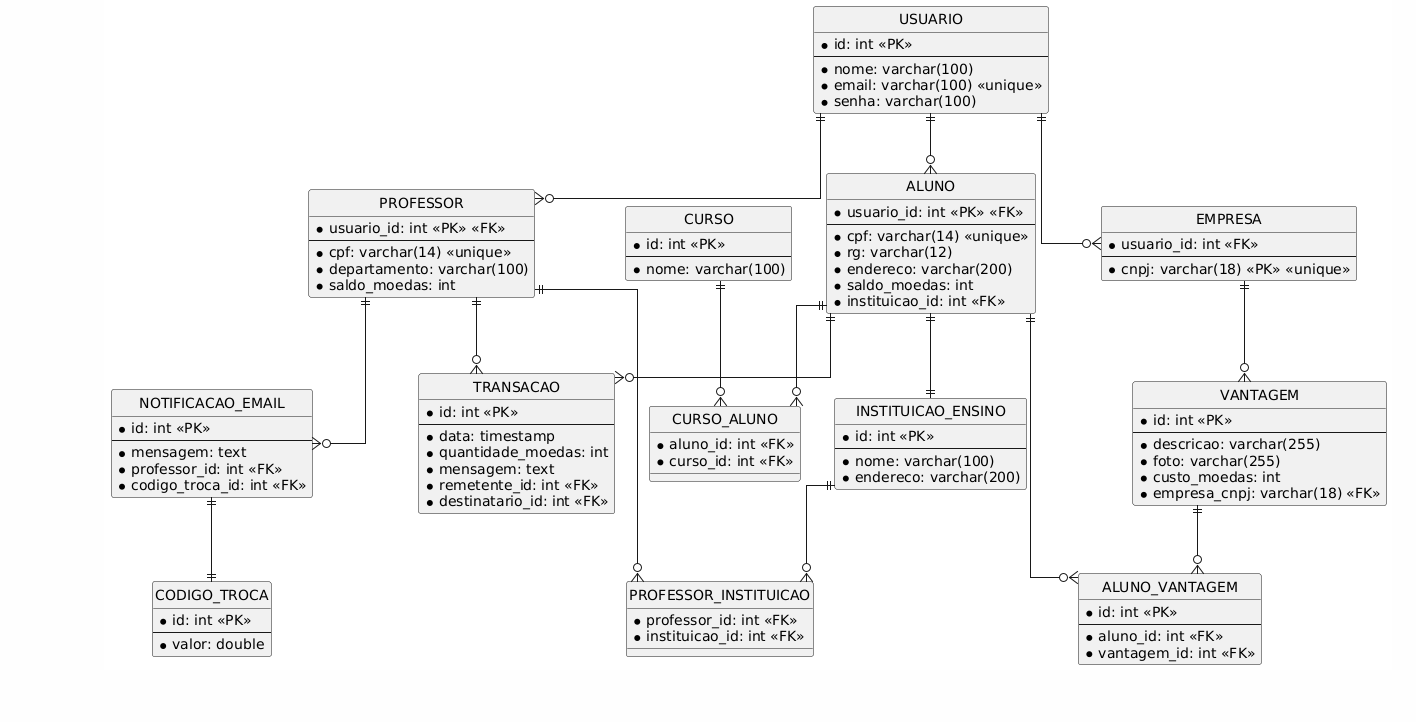 USUARIO
id: int «PK»
nome: varchar(100)
email: varchar(100) «unique»
senha: varchar(100)
PROFESSOR
usuario_id: int «PK» «FK»
cpf: varchar(14) «unique»
departamento: varchar(100)
saldo_moedas: int
CURSO
id: int «PK»
nome: varchar(100)
ALUNO
usuario_id: int «PK» «FK»
cpf: varchar(14) «unique»
rg: varchar(12)
endereco: varchar(200)
saldo_moedas: int
instituicao_id: int «FK»
EMPRESA
usuario_id: int «FK»
cnpj: varchar(18) «PK» «unique»
NOTIFICACAO_EMAIL
id: int «PK»
mensagem: text
professor_id: int «FK»
codigo_troca_id: int «FK»
TRANSACAO
id: int «PK»
data: timestamp
quantidade_moedas: int
mensagem: text
remetente_id: int «FK»
destinatario_id: int «FK»
CURSO_ALUNO
aluno_id: int «FK»
curso_id: int «FK»
INSTITUICAO_ENSINO
id: int «PK»
nome: varchar(100)
endereco: varchar(200)
VANTAGEM
id: int «PK»
descricao: varchar(255)
foto: varchar(255)
custo_moedas: int
empresa_cnpj: varchar(18) «FK»
CODIGO_TROCA
id: int «PK»
valor: double
PROFESSOR_INSTITUICAO
professor_id: int «FK»
instituicao_id: int «FK»
ALUNO_VANTAGEM
id: int «PK»
aluno_id: int «FK»
vantagem_id: int «FK»